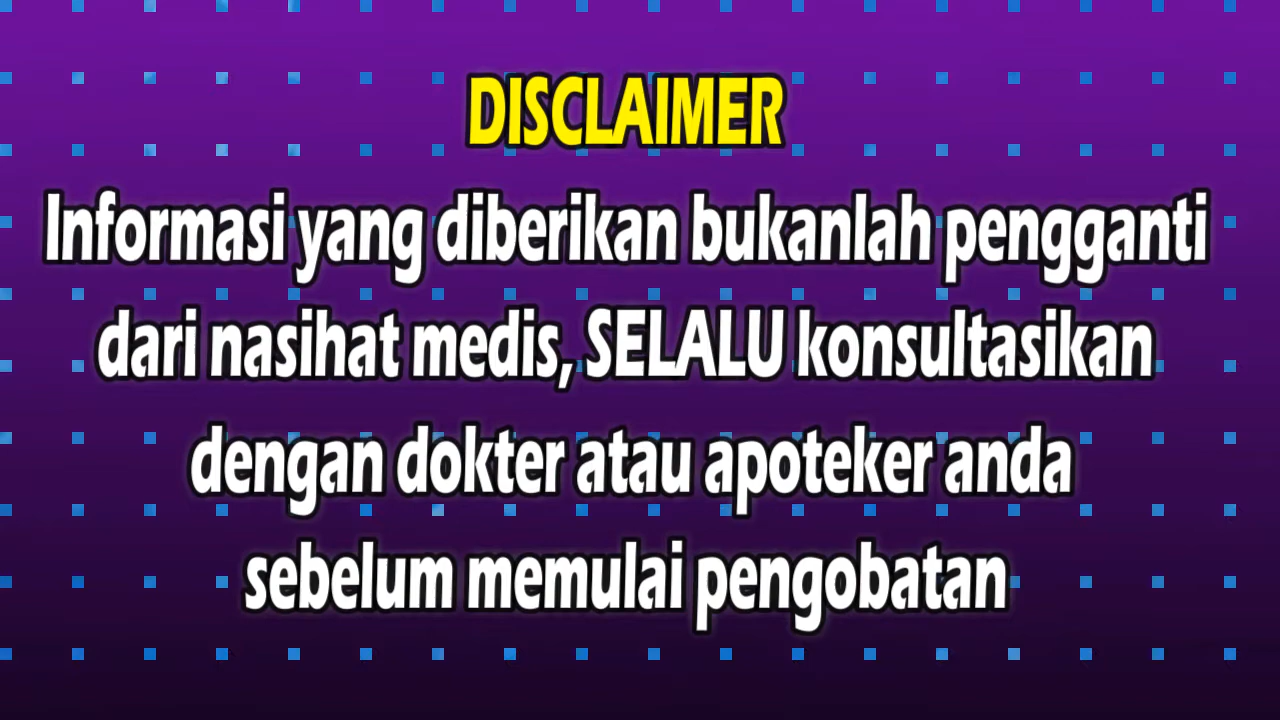 DISCLAIMER
Informasi yang diberikan bukanlah pengganti
dari nasihat medis, SELALU konsultasikan
dengan dokter atau apoteker anda
sebelum memulai pengobatan